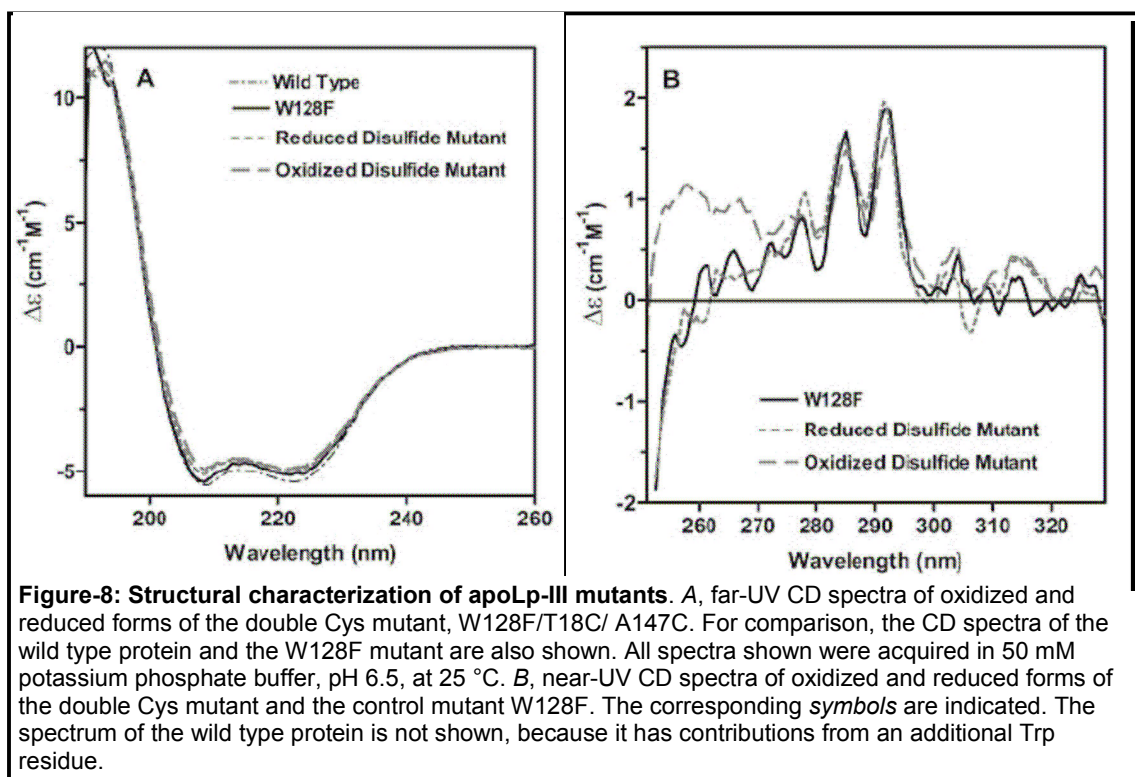 A
Wild Type
W128F
Reduced Disulfide Mutant
Oxidized Disulfide Mutant
10
5
0
-5
Δε (cm⁻¹M⁻¹)
200 220 240 260
Wavelength (nm)
B
2
1
0
-1
-2
Δε (cm⁻¹M⁻¹)
W128F
Reduced Disulfide Mutant
Oxidized Disulfide Mutant
260 270 280 290 300 310 320
Wavelength (nm)
Figure-8: Structural characterization of apoLp-III mutants. A, far-UV CD spectra of oxidized and
reduced forms of the double Cys mutant, W128F/T18C/ A147C. For comparison, the CD spectra of the
wild type protein and the W128F mutant are also shown. All spectra shown were acquired in 50 mM
potassium phosphate buffer, pH 6.5, at 25 °C. B, near-UV CD spectra of oxidized and reduced forms of
the double Cys mutant and the control mutant W128F. The corresponding symbols are indicated. The
spectrum of the wild type protein is not shown, because it has contributions from an additional Trp
residue.